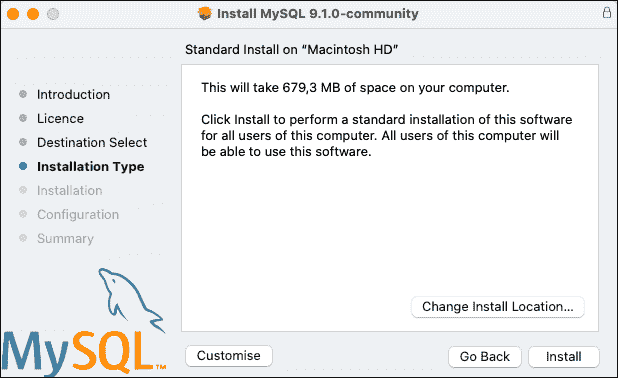 Install MySQL 9.1.0-community
Standard Install on “Macintosh HD”
Introduction
Licence
Destination Select
Installation Type
Installation
Configuration
Summary
This will take 679,3 MB of space on your computer.
Click Install to perform a standard installation of this software
for all users of this computer. All users of this computer will
be able to use this software.
Change Install Location...
MySQL™
Customise
Go Back
Install